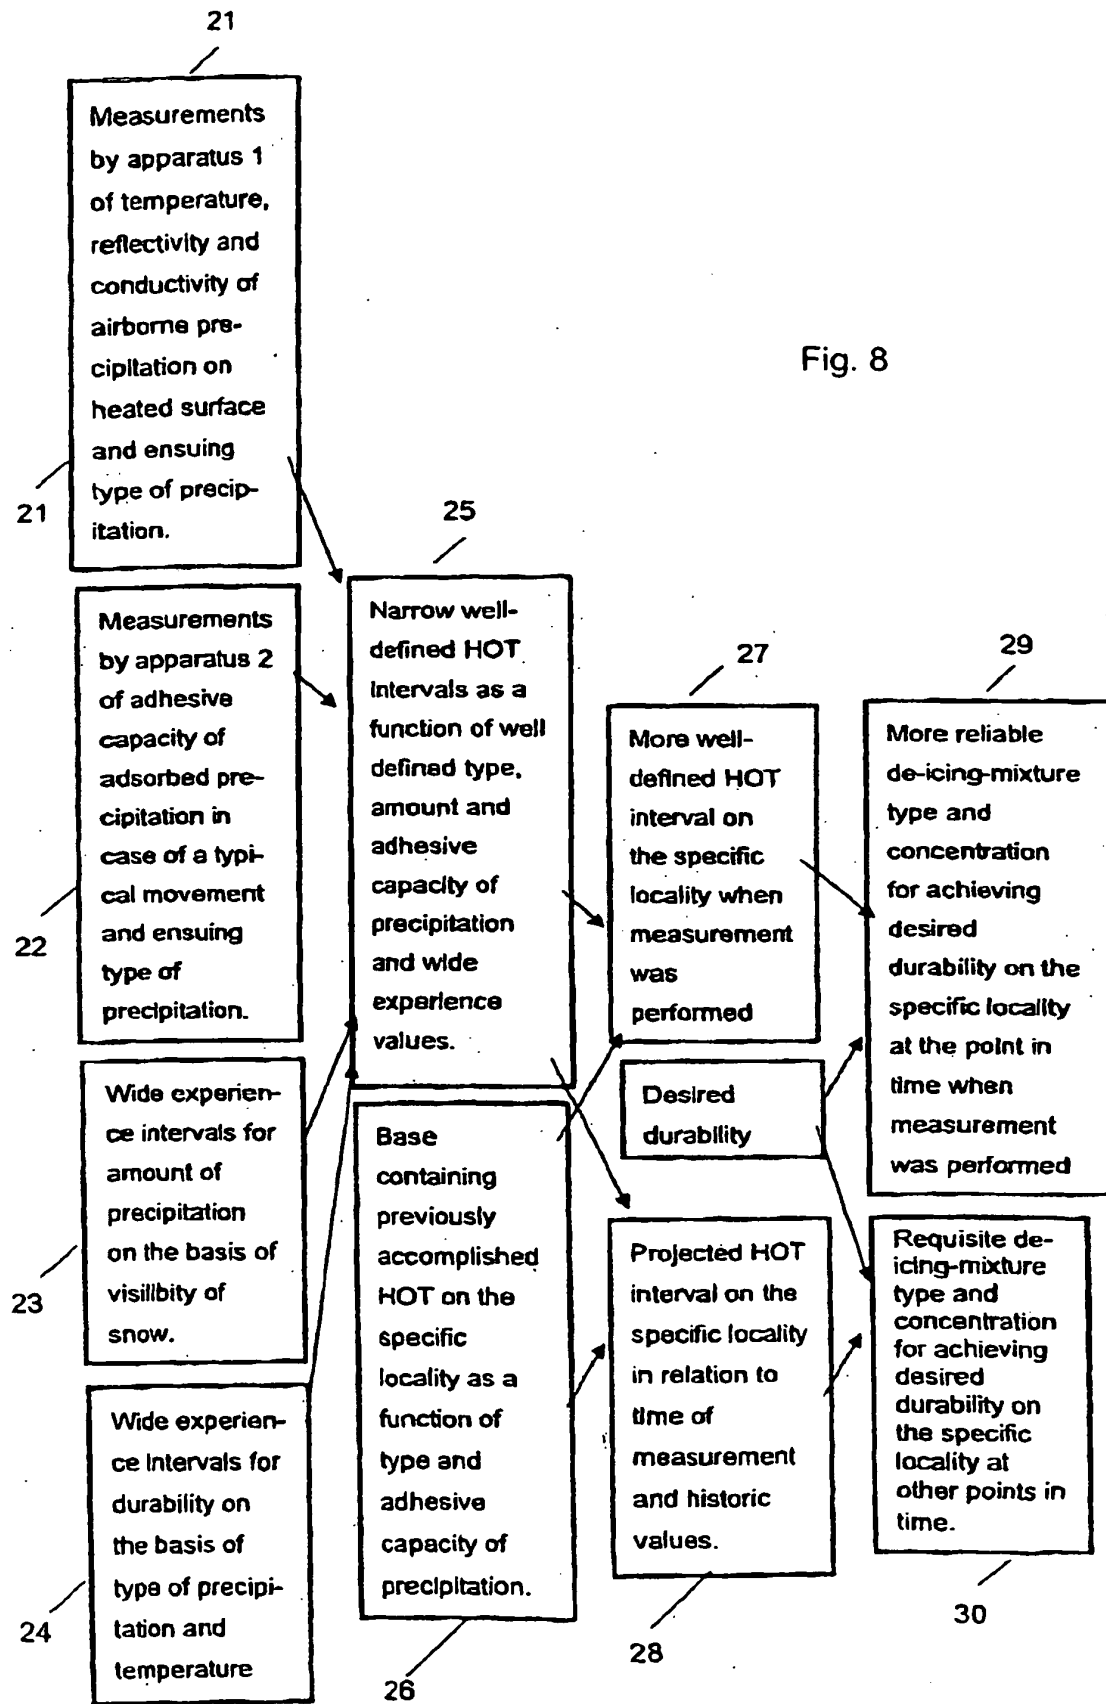 21
Measurements
by apparatus 1
of temperature,
reflectivity and
conductivity of
airborne pre-
cipitation on
heated surface
and ensuing
type of precip-
itation.
21
Fig. 8
Measurements
by apparatus 2
of adhesive
capacity of
adsorbed pre-
cipitation in
case of a typi-
cal movement
and ensuing
type of
precipitation.
22
Wide experien-
ce intervals for
amount of
precipitation
on the basis of
visilbity of
snow.
23
Wide experien-
ce intervals for
durability on
the basis of
type of precipi-
tation and
temperature
24
25
Narrow well-
defined HOT
intervals as a
function of well
defined type,
amount and
adhesive
capacity of
precipitation
and wide
experience
values.
Base
containing
previously
accomplished
HOT on the
specific
locality as a
function of
type and
adhesive
capacity of
precipitation.
26
27
More well-
defined HOT
interval on
the specific
locality when
measurement
was
performed
Desired
durability
Projected HOT
interval on the
specific locality
in relation to
time of
measurement
and historic
values.
28
29
More reliable
de-icing-mixture
type and
concentration
for achieving
desired
durability on the
specific locality
at the point in
time when
measurement
was performed
Requisite de-
icing-mixture
type and
concentration
for achieving
desired
durability on
the specific
locality at
other points in
time.
30